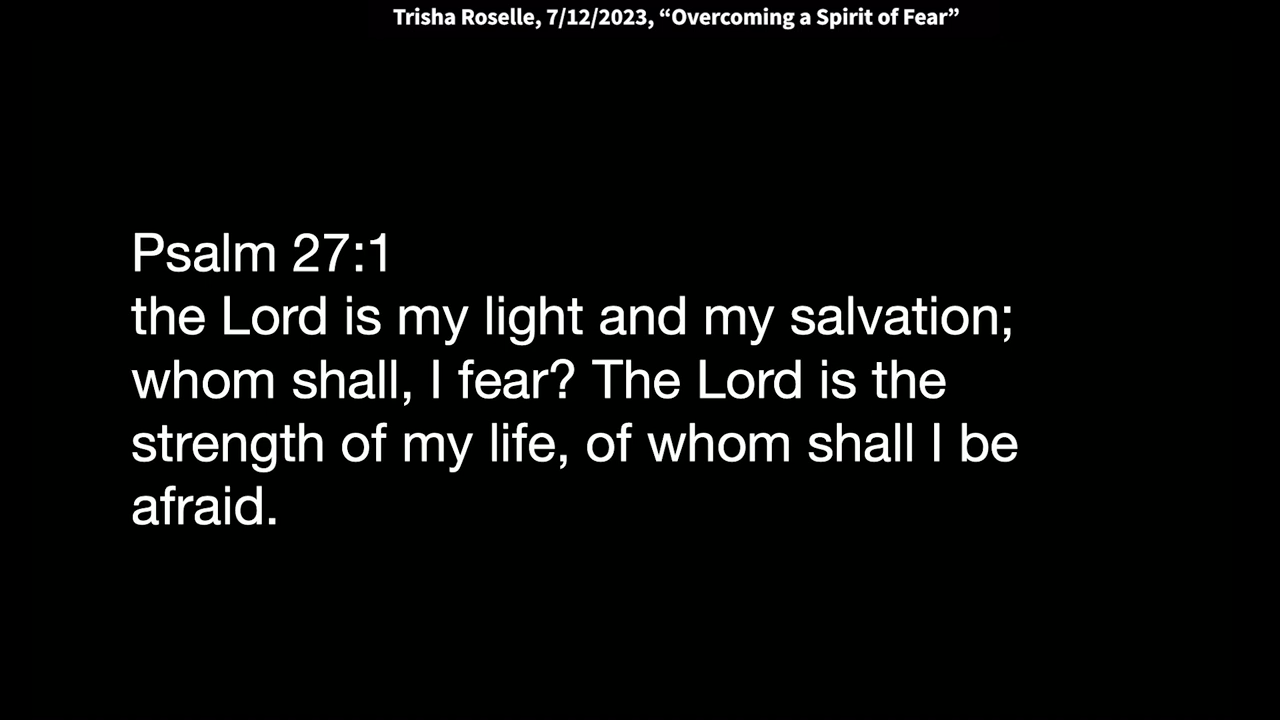 Trisha Roselle, 7/12/2023, “Overcoming a Spirit of Fear”
Psalm 27:1
the Lord is my light and my salvation;
whom shall, I fear? The Lord is the
strength of my life, of whom shall I be
afraid.